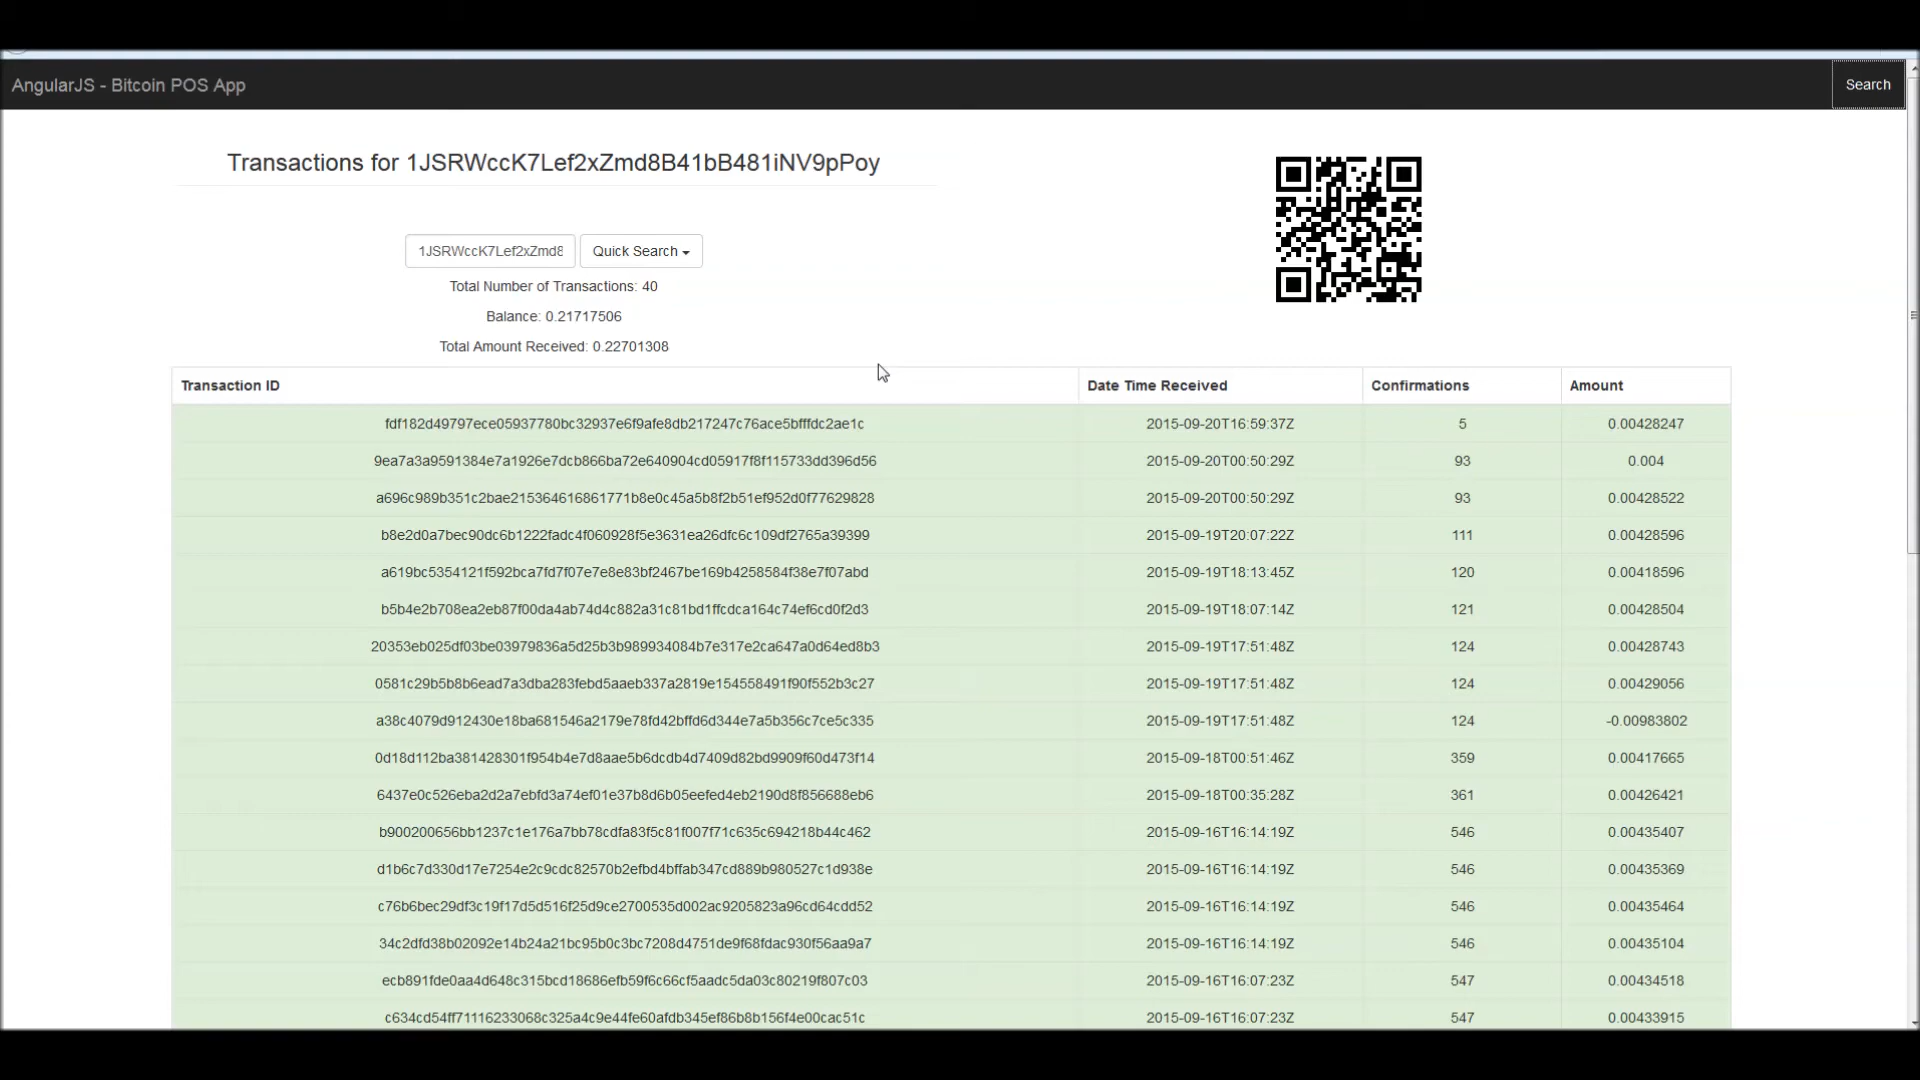 AngularJS - Bitcoin POS App
Search
Transactions for 1JSRWccK7Lef2xZmd8B41bB481iNV9pPoy
1JSRWccK7Lef2xZmd8 Quick Search
Total Number of Transactions: 40
Balance: 0.21717506
Total Amount Received: 0.22701308
Transaction ID Date Time Received Confirmations Amount
fdf182d49797ece05937780bc32937e6f9afe8db217247c76ace5bfffdc2ae1c 2015-09-20T16:59:37Z 5 0.00428247
9ea7a3a9591384e7a1926e7dcb866ba72e640904cd05917f8f115733dd396d56 2015-09-20T00:50:29Z 93 0.004
a696c989b351c2bae215364616861771b8e0c45a5b8f2b51ef952d0f77629828 2015-09-20T00:50:29Z 93 0.00428522
b8e2d0a7bec90dc6b1222fadc4f060928f5e3631ea26dfc6c109df2765a39399 2015-09-19T20:07:22Z 111 0.00428596
a619bc5354121f592bca7fd7f07e7e8e83bf2467be169b4258584f38e7f07abd 2015-09-19T18:13:45Z 120 0.00418596
b5b4e2b708ea2eb87f00da4ab74d4c882a31c81bd1ffcdca164c74ef6cd0f2d3 2015-09-19T18:07:14Z 121 0.00428504
20353eb025df03be03979836a5d25b3b989934084b7e317e2ca647a0d64ed8b3 2015-09-19T17:51:48Z 124 0.00428743
0581c29b5b8b6ead7a3dba283febd5aaeb337a2819e154558491f90f552b3c27 2015-09-19T17:51:48Z 124 0.00429056
a38c4079d912430e18ba681546a2179e78fd42bffd6d344e7a5b356c7ce5c335 2015-09-19T17:51:48Z 124 -0.00983802
0d18d112ba381428301f954b4e7d8aae5b6dcdb4d7409d82bd9909f60d473f14 2015-09-18T00:51:46Z 359 0.00417665
6437e0c526eba2d2a7ebfd3a74ef01e37b8d6b05eefed4eb2190d8f856688eb6 2015-09-18T00:35:28Z 361 0.00426421
b900200656bb1237c1e176a7bb78cdfa83f5c81f007f71c635c694218b44c462 2015-09-16T16:14:19Z 546 0.00435407
d1b6c7d330d17e7254e2c9cdc82570b2efbd4bffab347cd889b980527c1d938e 2015-09-16T16:14:19Z 546 0.00435369
c76b6bec29df3c19f17d5d516f25d9ce2700535d002ac9205823a96cd64cdd52 2015-09-16T16:14:19Z 546 0.00435464
34c2dfd38b02092e14b24a21bc95b0c3bc7208d4751de9f68fdac930f56aa9a7 2015-09-16T16:14:19Z 546 0.00435104
ecb891fde0aa4d648c315bcd18686efb59f6c66cf5aadc5da03c80219f807c03 2015-09-16T16:07:23Z 547 0.00434518
c634cd54ff71116233068c325a4c9e44fe60afdb345ef86b8b156f4e00cac51c 2015-09-16T16:07:23Z 547 0.00433915